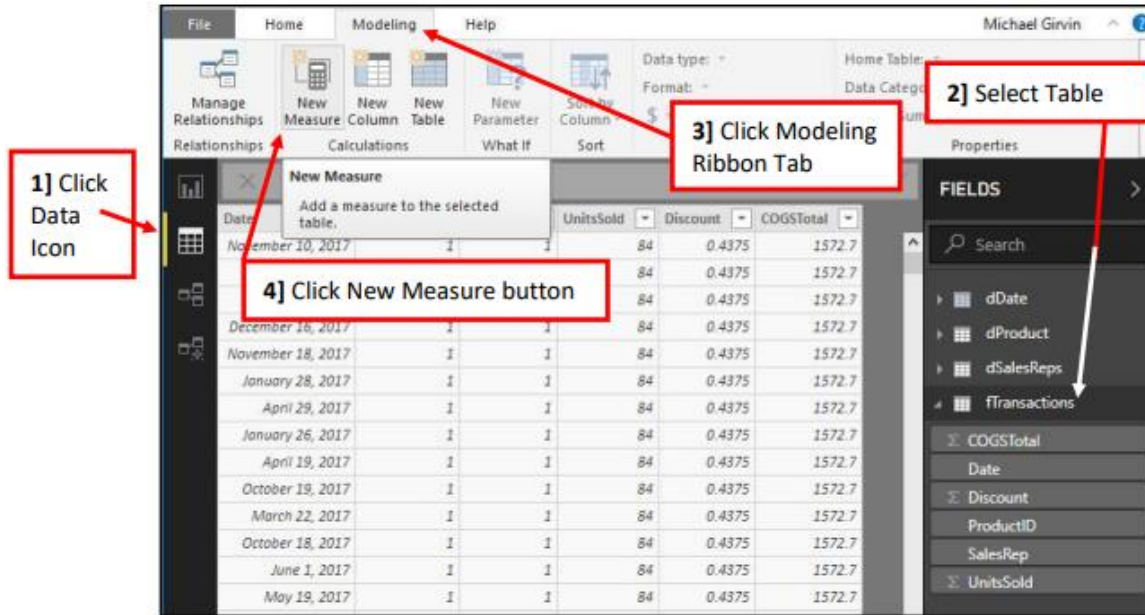 File Home Modeling Help Michael Girvin
Manage Relationships
New Measure
New Column
New Table
New Parameter
Sort by Column
Data type:
Format:
$
Home Table:
Data Catego
Relationships Calculations What If Sort Properties
1] Click
Data
Icon
2] Select Table
3] Click Modeling
Ribbon Tab
New Measure
Add a measure to the selected
table.
4] Click New Measure button
Date UnitsSold Discount COGSTotal
November 10, 2017 1 1 84 0.4375 1572.7
84 0.4375 1572.7
84 0.4375 1572.7
December 16, 2017 1 1 84 0.4375 1572.7
November 18, 2017 1 1 84 0.4375 1572.7
January 28, 2017 1 1 84 0.4375 1572.7
April 29, 2017 1 1 84 0.4375 1572.7
January 26, 2017 1 1 84 0.4375 1572.7
April 19, 2017 1 1 84 0.4375 1572.7
October 19, 2017 1 1 84 0.4375 1572.7
March 22, 2017 1 1 84 0.4375 1572.7
October 18, 2017 1 1 84 0.4375 1572.7
June 1, 2017 1 1 84 0.4375 1572.7
May 19, 2017 1 1 84 0.4375 1572.7
FIELDS
Search
dDate
dProduct
dSalesReps
fTransactions
Σ COGSTotal
Date
Σ Discount
ProductID
SalesRep
Σ UnitsSold